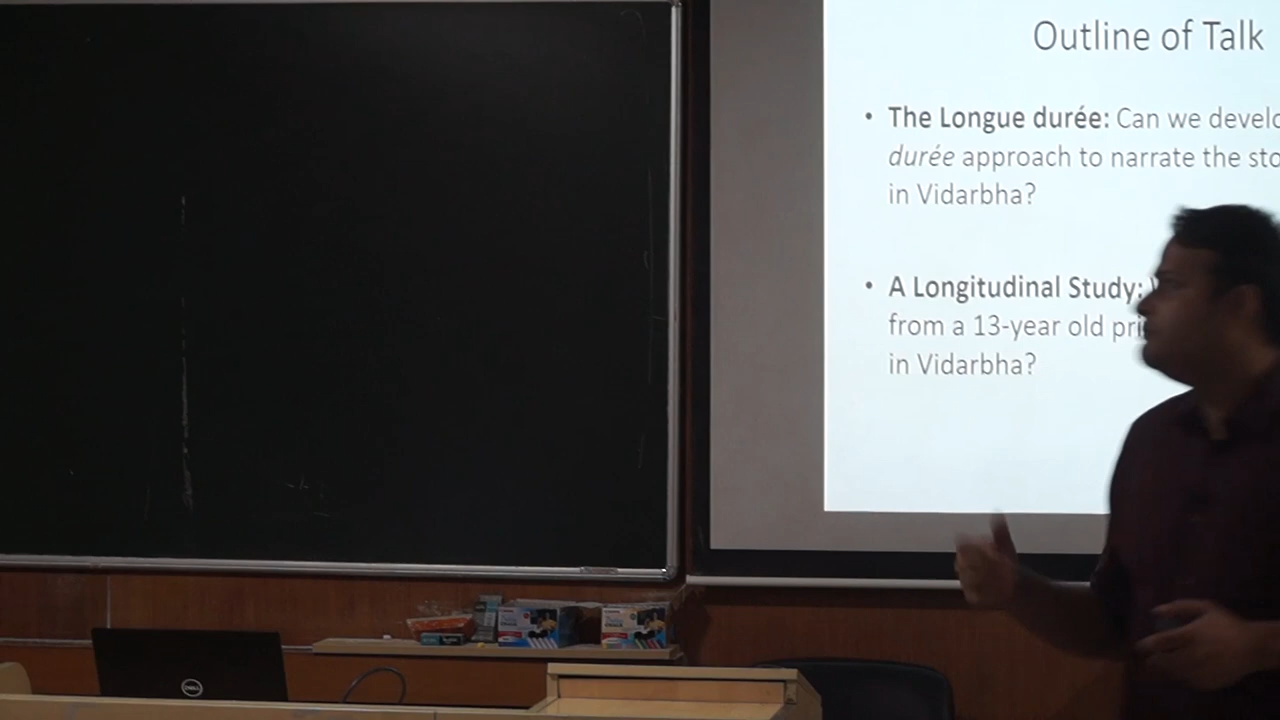 Outline of Talk
• The Longue durée: Can we develo
durée approach to narrate the sto
in Vidarbha?
• A Longitudinal Study:
from a 13-year old pri
in Vidarbha?
DELL